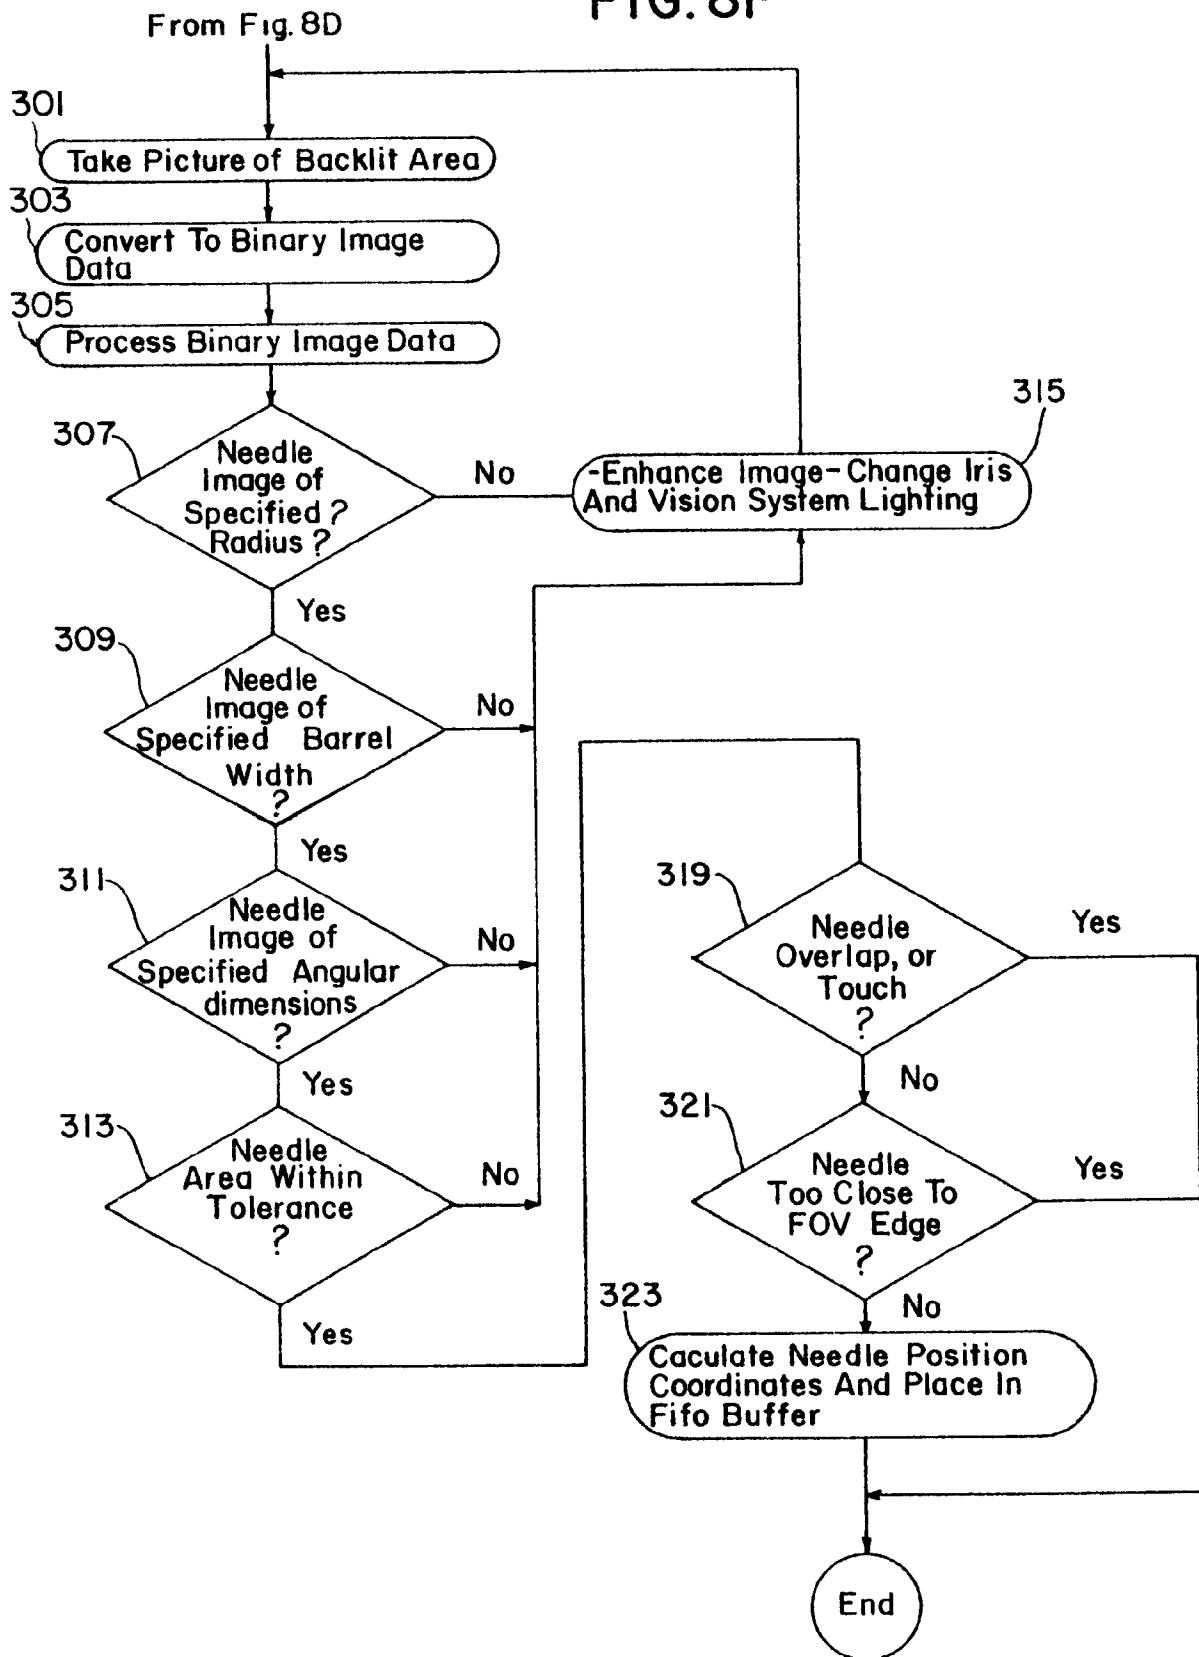 FIG. 8F
From Fig. 8D
301
Take Picture of Backlit Area
303
Convert To Binary Image
Data
305
Process Binary Image Data
307
Needle
Image of
Specified ?
Radius ?
No
315
-Enhance Image-Change Iris
And Vision System Lighting
Yes
309
Needle
Image of
Specified Barrel
Width
?
No
Yes
311
Needle
Image of
Specified Angular
dimensions
?
No
Yes
313
Needle
Area Within
Tolerance
?
No
Yes
319
Needle
Overlap, or
Touch
?
Yes
No
321
Needle
Too Close To
FOV Edge
?
Yes
No
323
Caculate Needle Position
Coordinates And Place In
Fifo Buffer
End